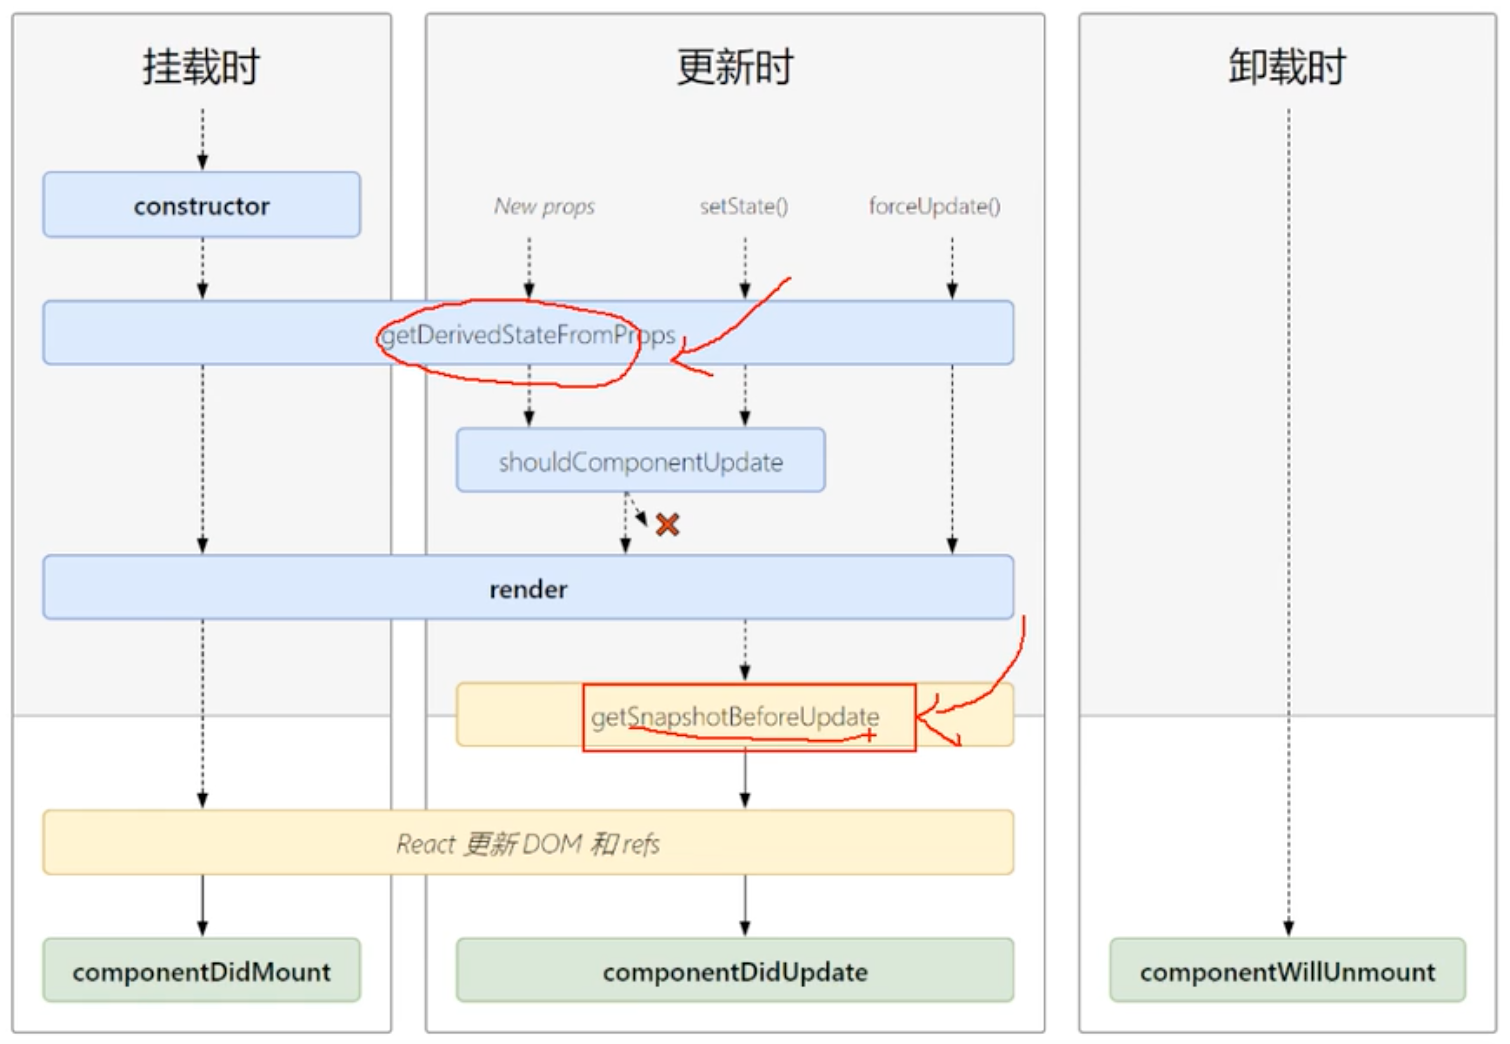 挂载时
更新时
卸载时
constructor
New props
setState()
forceUpdate()
getDerivedStateFromProps
shouldComponentUpdate
render
getSnapshotBeforeUpdate
React 更新 DOM 和 refs
componentDidMount
componentDidUpdate
componentWillUnmount